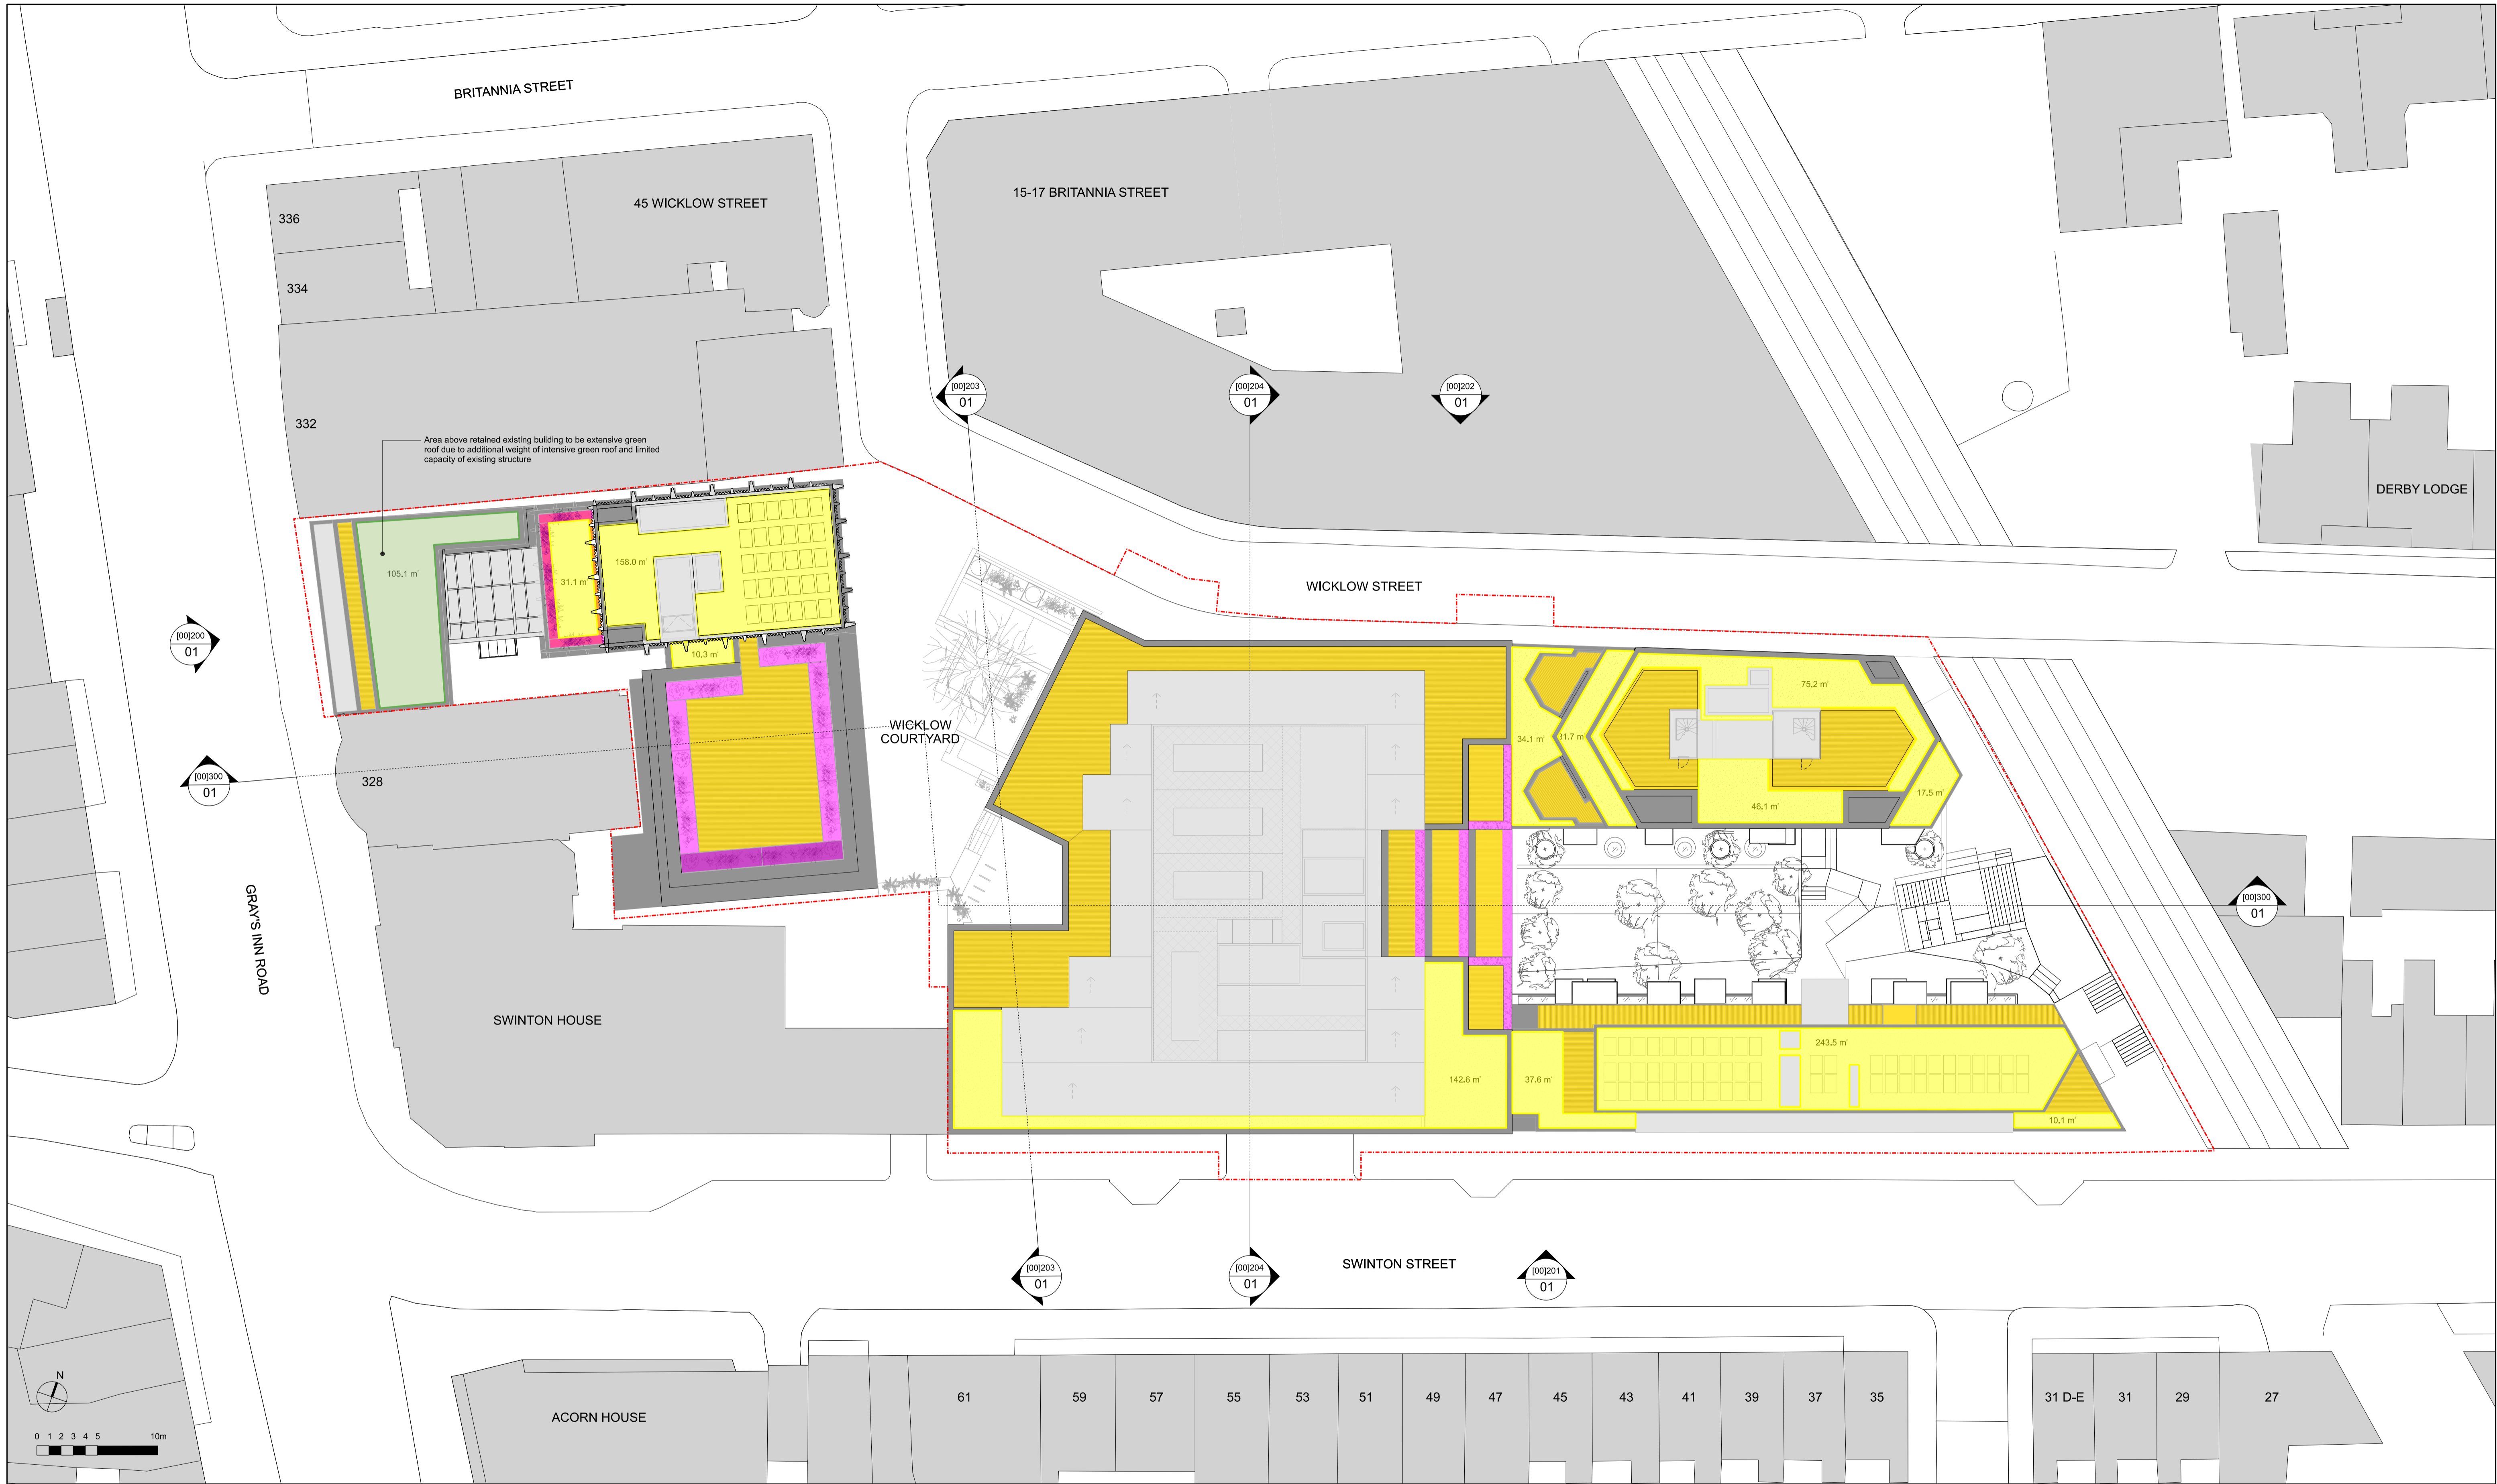 BRITANNIA STREET
45 WICKLOW STREET
15-17 BRITANNIA STREET
336
334
332
[00]203
01
[00]204
01
[00]202
01
Area above retained existing building to be extensive green
roof due to additional weight of intensive green roof and limited
capacity of existing structure
DERBY LODGE
105.1 m²
31.1 m²
158.0 m²
WICKLOW STREET
[00]200
01
10.3 m²
75.2 m²
WICKLOW
COURTYARD
34.1 m²
31.7 m²
328
[00]300
01
46.1 m²
17.5 m²
GRAY'S INN ROAD
[00]300
01
SWINTON HOUSE
243.5 m²
142.6 m²
37.6 m²
10.1 m²
[00]203
01
[00]204
01
[00]201
01
SWINTON STREET
N
0 1 2 3 4 5 10m
ACORN HOUSE
61
59
57
55
53
51
49
47
45
43
41
39
37
35
31 D-E
31
29
27